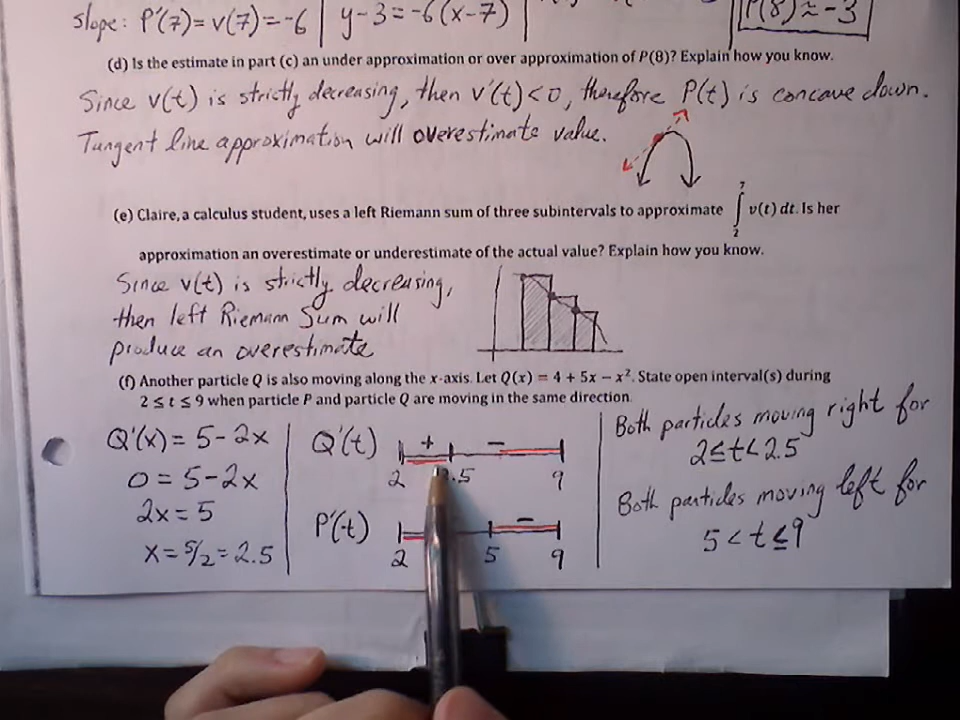 slope: P'(7) = v(7) = -6 | y-3 = -6(x-7) | P(8) ≈ -3
(d) Is the estimate in part (c) an under approximation or over approximation of P(8)? Explain how you know.
Since v(t) is strictly decreasing, then v'(t) < 0, therefore P(t) is concave down.
Tangent line approximation will overestimate value.
(e) Claire, a calculus student, uses a left Riemann sum of three subintervals to approximate ∫₂⁷ v(t) dt. Is her
approximation an overestimate or underestimate of the actual value? Explain how you know.
Since v(t) is strictly decreasing,
then left Riemann Sum will
produce an overestimate
(f) Another particle Q is also moving along the x-axis. Let Q(x) = 4 + 5x − x². State open interval(s) during
2 ≤ t ≤ 9 when particle P and particle Q are moving in the same direction.
Q'(x) = 5 - 2x
0 = 5 - 2x
2x = 5
x = 5/2 = 2.5
Q'(t) + −
2 .5 9
P'(t) −
2 5 9
Both particles moving right for
2 ≤ t < 2.5
Both particles moving left for
5 < t ≤ 9